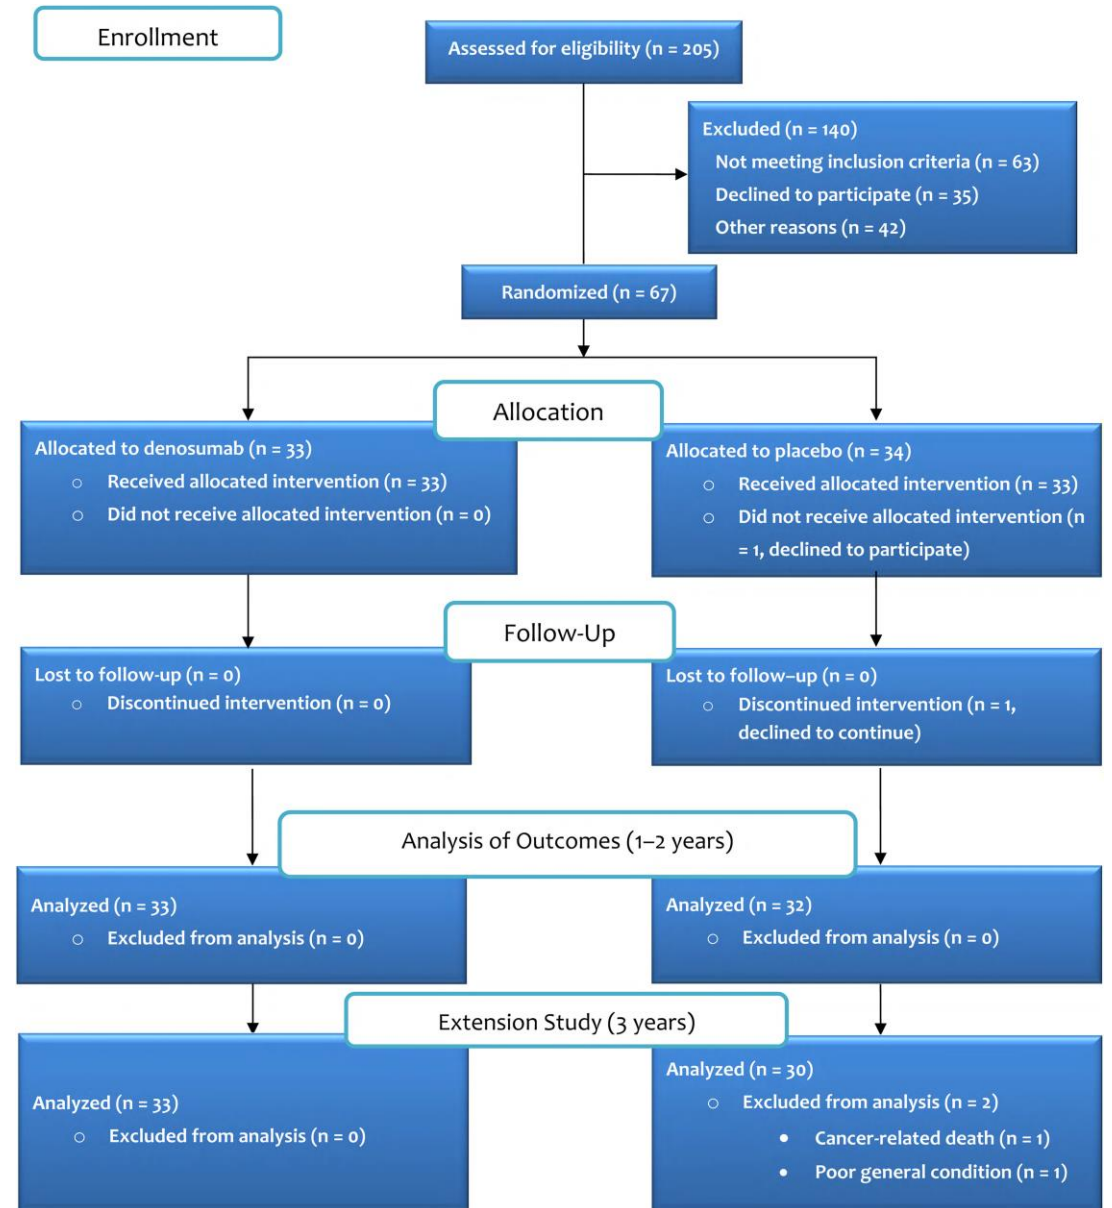 Enrollment
Assessed for eligibility (n = 205)
Excluded (n = 140)
Not meeting inclusion criteria (n = 63)
Declined to participate (n = 35)
Other reasons (n = 42)
Randomized (n = 67)
Allocation
Allocated to denosumab (n = 33)
○ Received allocated intervention (n = 33)
○ Did not receive allocated intervention (n = 0)
Allocated to placebo (n = 34)
○ Received allocated intervention (n = 33)
○ Did not receive allocated intervention (n
= 1, declined to participate)
Follow-Up
Lost to follow-up (n = 0)
○ Discontinued intervention (n = 0)
Lost to follow–up (n = 0)
○ Discontinued intervention (n = 1,
declined to continue)
Analysis of Outcomes (1–2 years)
Analyzed (n = 33)
○ Excluded from analysis (n = 0)
Analyzed (n = 32)
○ Excluded from analysis (n = 0)
Extension Study (3 years)
Analyzed (n = 33)
○ Excluded from analysis (n = 0)
Analyzed (n = 30)
○ Excluded from analysis (n = 2)
• Cancer-related death (n = 1)
• Poor general condition (n = 1)